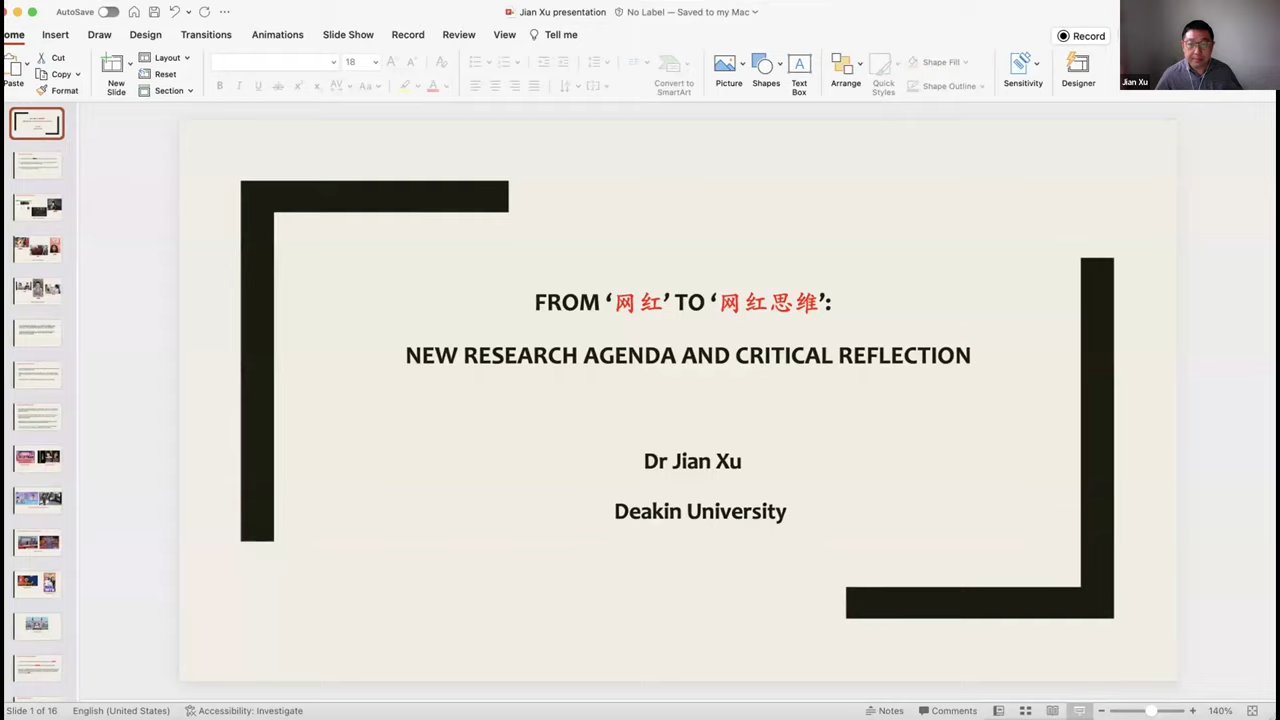 AutoSave
Jian Xu presentation
No Label — Saved to my Mac
ome
Insert
Draw
Design
Transitions
Animations
Slide Show
Record
Review
View
Tell me
Record
Paste
Cut
Copy
Format
New Slide
Layout
Reset
Section
18
Convert to SmartArt
Picture
Shapes
Text Box
Arrange
Quick Styles
Shape Fill
Shape Outline
Sensitivity
Designer
Jian Xu
FROM ‘网红’ TO ‘网红思维’:
NEW RESEARCH AGENDA AND CRITICAL REFLECTION
Dr Jian Xu
Deakin University
Slide 1 of 16
English (United States)
Accessibility: Investigate
Notes
Comments
140%